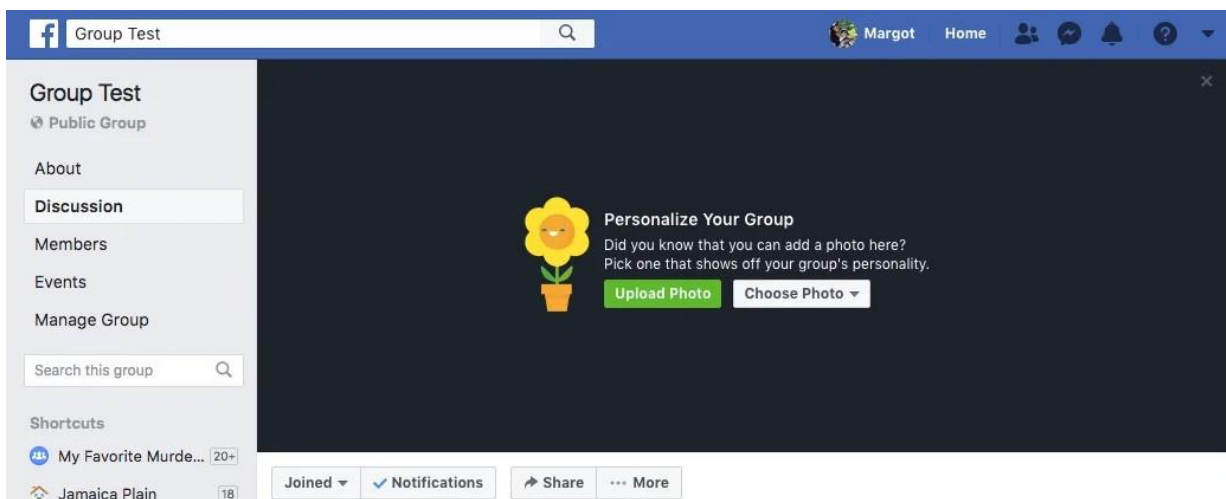 f Group Test Margot Home ?
Group Test
Public Group
About
Discussion
Members
Events
Manage Group
Search this group
Shortcuts
My Favorite Murde... 20+
Jamaica Plain 18
Personalize Your Group
Did you know that you can add a photo here?
Pick one that shows off your group's personality.
Upload Photo Choose Photo
Joined Notifications Share ... More